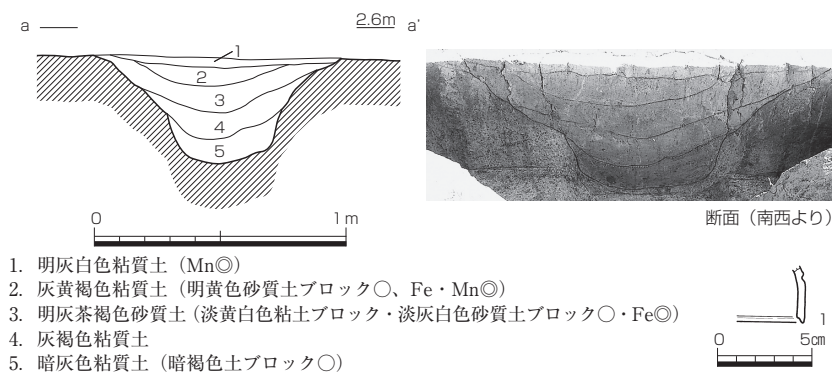 a
2.6m a'
1
2
3
4
5
断面（南西より）
0 1m
1. 明灰白色粘質土（Mn◎）
2. 灰黄褐色粘質土（明黄色砂質土ブロック○、Fe・Mn◎）
3. 明灰茶褐色砂質土（淡黄白色粘土ブロック・淡灰白色砂質土ブロック○・Fe◎）
4. 灰褐色粘質土
5. 暗灰色粘質土（暗褐色土ブロック○）
1
0 5㎝